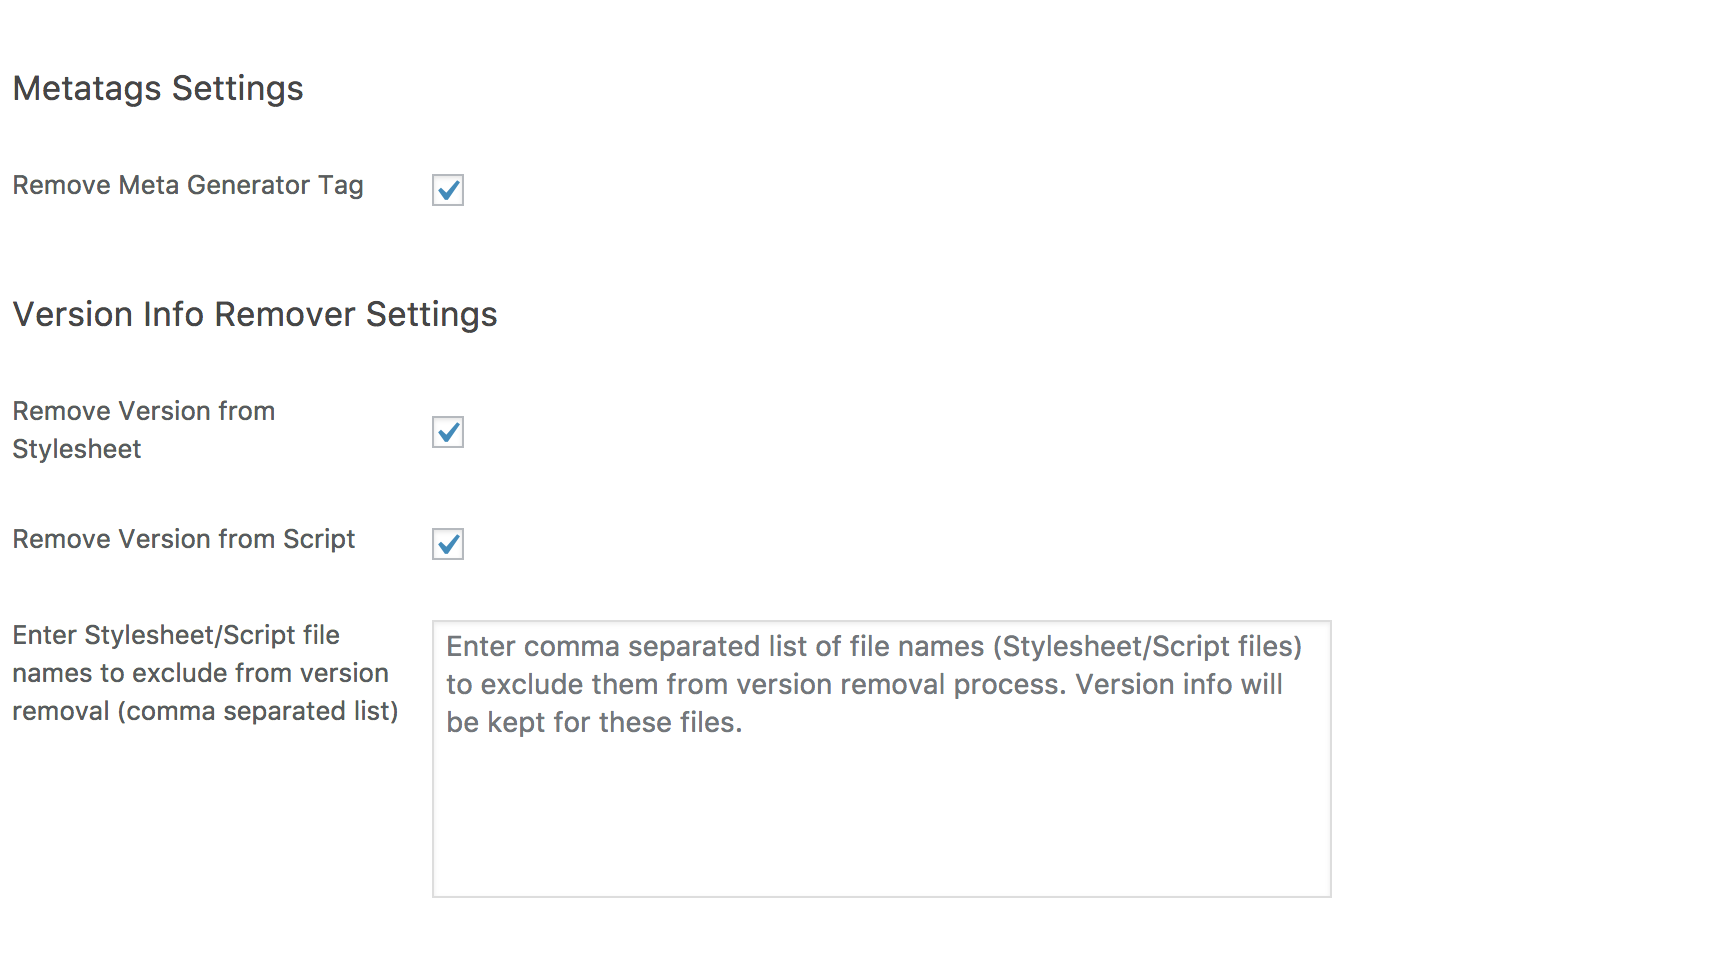 Metatags Settings
Remove Meta Generator Tag
Version Info Remover Settings
Remove Version from
Stylesheet
Remove Version from Script
Enter Stylesheet/Script file
names to exclude from version
removal (comma separated list)
Enter comma separated list of file names (Stylesheet/Script files)
to exclude them from version removal process. Version info will
be kept for these files.